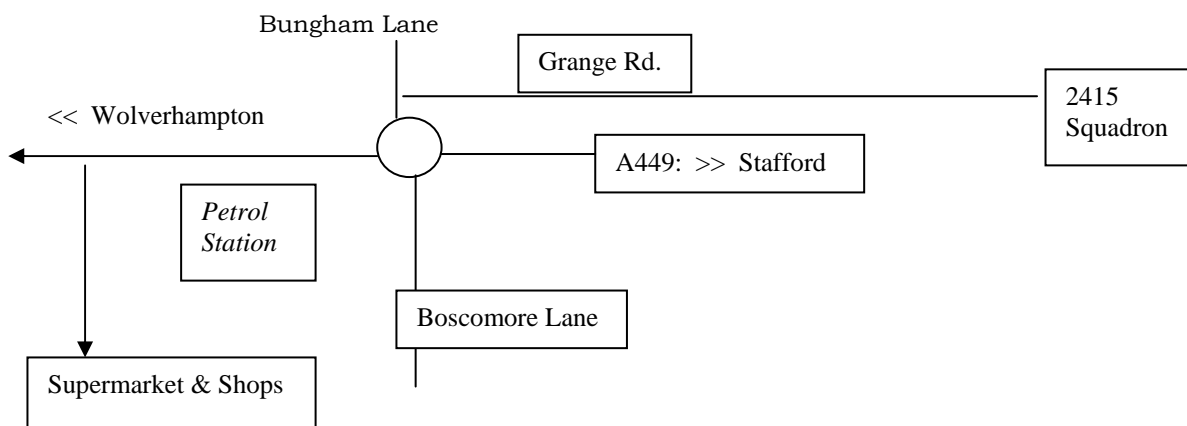 Bungham Lane
Grange Rd.
2415
Squadron
<< Wolverhampton
A449: >> Stafford
Petrol
Station
Boscomore Lane
Supermarket & Shops